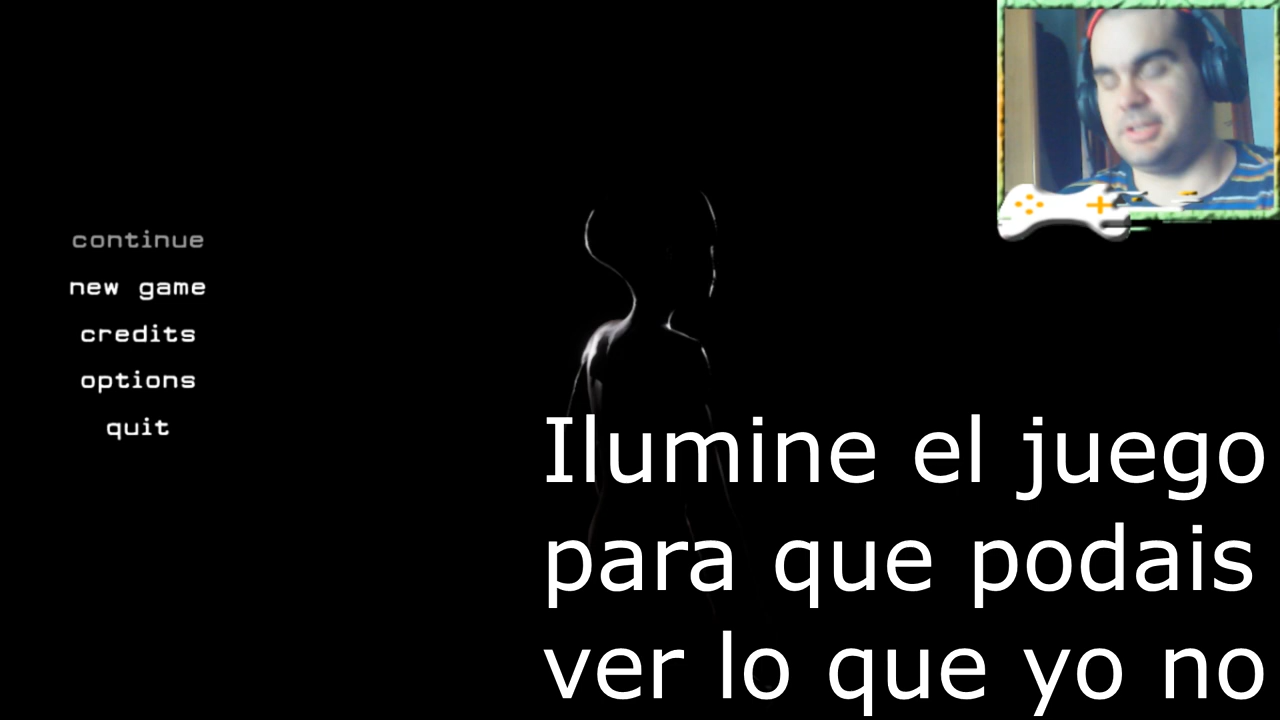 continue
new game
credits
options
quit
Ilumine el juego
para que podais
ver lo que yo no